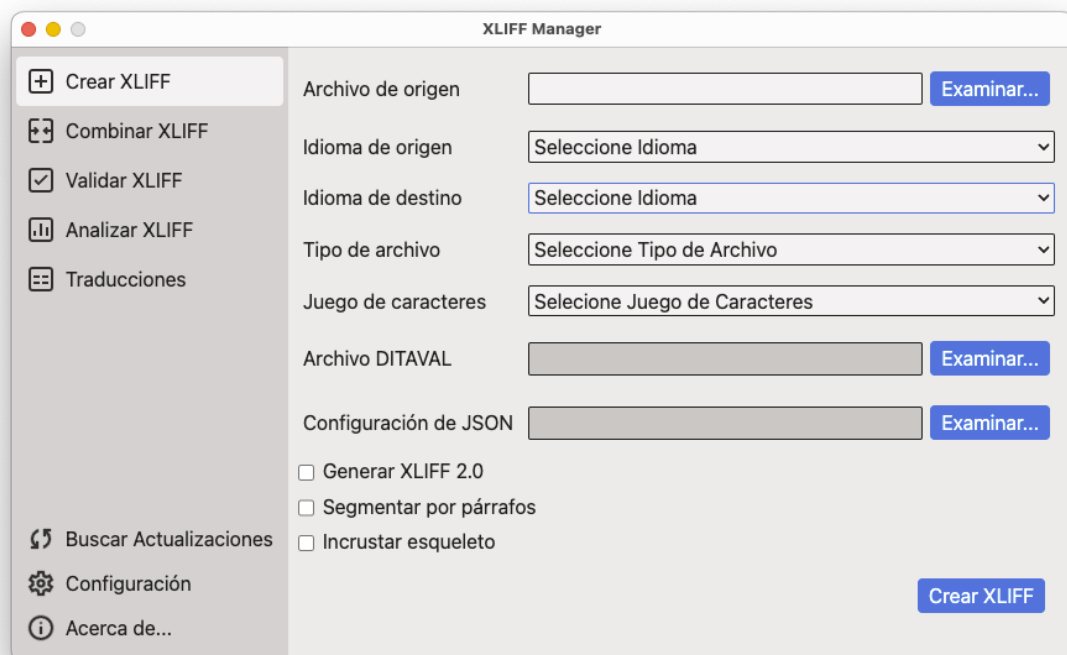 XLIFF Manager
Crear XLIFF
Combinar XLIFF
Validar XLIFF
Analizar XLIFF
Traducciones
Buscar Actualizaciones
Configuración
Acerca de...
Archivo de origen
Examinar...
Idioma de origen
Seleccione Idioma
Idioma de destino
Seleccione Idioma
Tipo de archivo
Seleccione Tipo de Archivo
Juego de caracteres
Selecione Juego de Caracteres
Archivo DITAVAL
Examinar...
Configuración de JSON
Examinar...
Generar XLIFF 2.0
Segmentar por párrafos
Incrustar esqueleto
Crear XLIFF